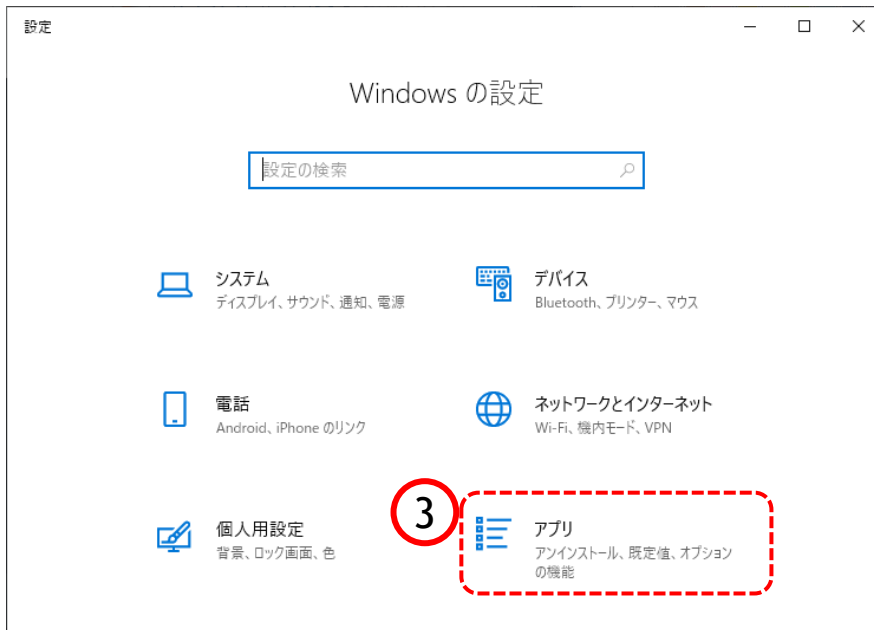 設定
Windows の設定
設定の検索
システム
ディスプレイ、サウンド、通知、電源
デバイス
Bluetooth、プリンター、マウス
電話
Android、iPhone のリンク
ネットワークとインターネット
Wi-Fi、機内モード、VPN
個人用設定
背景、ロック画面、色
3
アプリ
アンインストール、既定値、オプション
の機能